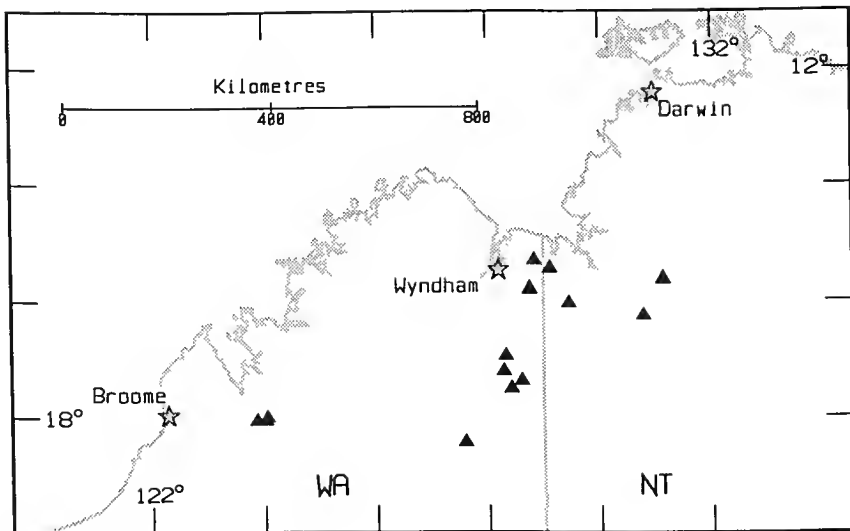 132°
12°
Kilometres
0 400 800
Darwin
Wyndham
Broome
18°
WA NT
122°